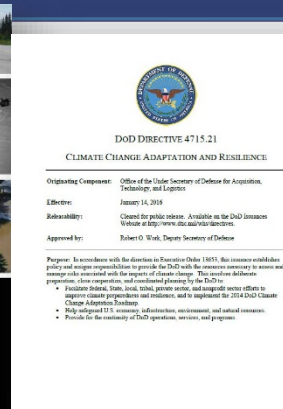 DEPARTMENT OF DEFENSE
UNITED STATES OF AMERICA
DOD DIRECTIVE 4715.21
CLIMATE CHANGE ADAPTATION AND RESILIENCE
Originating Component: Office of the Under Secretary of Defense for Acquisition,
Technology, and Logistics
Effective: January 14, 2016
Releasability: Cleared for public release. Available on the DoD Issuances
Website at http://www.dtic.mil/whs/directives.
Approved by: Robert O. Work, Deputy Secretary of Defense
Purpose: In accordance with the direction in Executive Order 13653, this issuance establishes
policy and assigns responsibilities to provide the DoD with the resources necessary to assess and
manage risks associated with the impacts of climate change. This involves deliberate
preparation, close cooperation, and coordinated planning by the DoD to:
• Facilitate federal, State, local, tribal, private sector, and nonprofit sector efforts to
improve climate preparedness and resilience, and to implement the 2014 DoD Climate
Change Adaptation Roadmap.
• Help safeguard U.S. economy, infrastructure, environment, and natural resources.
• Provide for the continuity of DoD operations, services, and programs